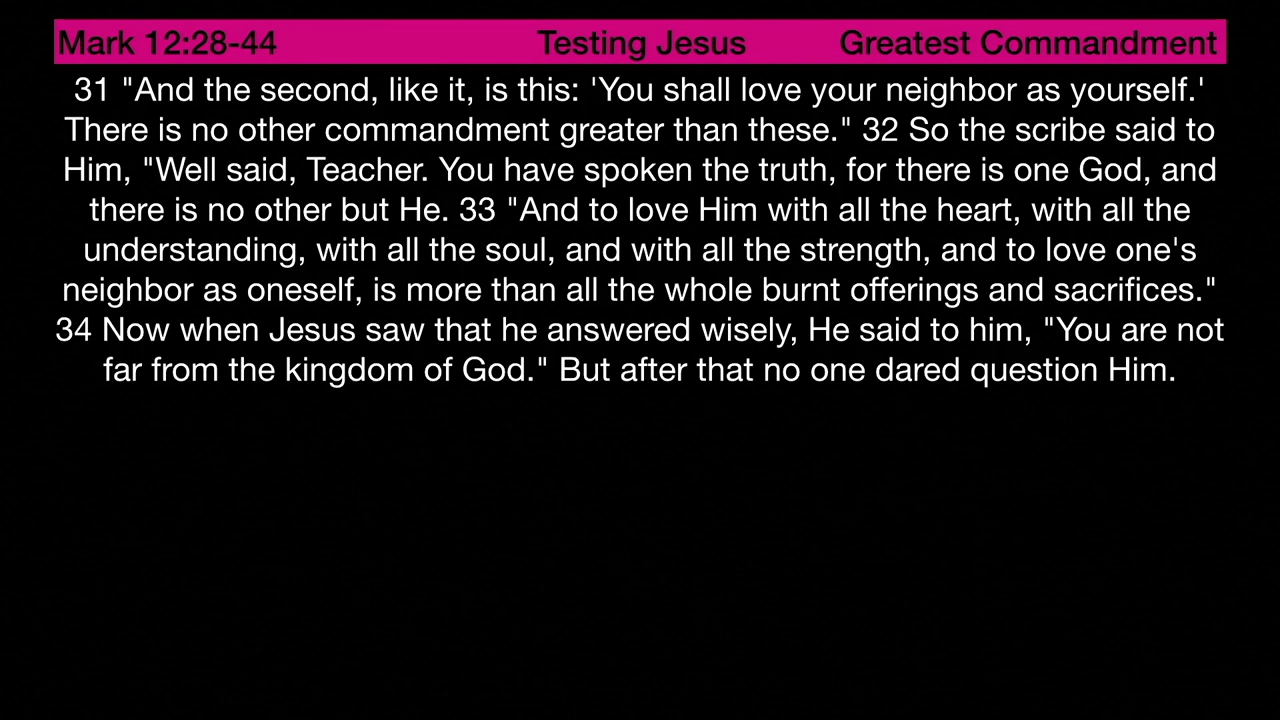 Mark 12:28-44 Testing Jesus Greatest Commandment
31 "And the second, like it, is this: 'You shall love your neighbor as yourself.'
There is no other commandment greater than these." 32 So the scribe said to
Him, "Well said, Teacher. You have spoken the truth, for there is one God, and
there is no other but He. 33 "And to love Him with all the heart, with all the
understanding, with all the soul, and with all the strength, and to love one's
neighbor as oneself, is more than all the whole burnt offerings and sacrifices."
34 Now when Jesus saw that he answered wisely, He said to him, "You are not
far from the kingdom of God." But after that no one dared question Him.